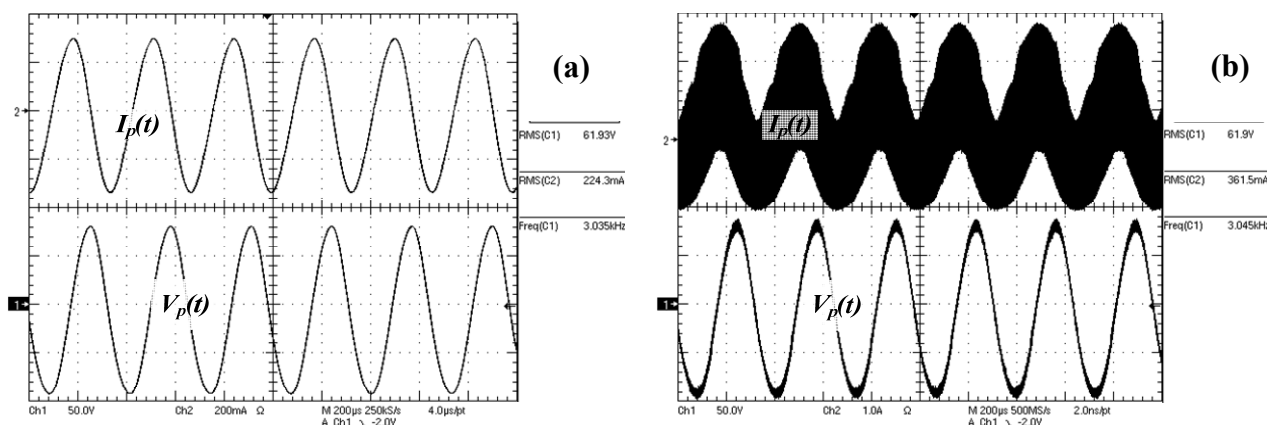 (a)
2
I_p(t)
RMS(C1) 61.93V
RMS(C2) 224.3mA
Freq(C1) 3.035kHz
1
V_p(t)
Ch1 50.0V Ch2 200mA Ω M 200µs 250kS/s 4.0µs/pt
A Ch1 ∖ -2.0V
(b)
2
I_p(t)
RMS(C1) 61.9V
RMS(C2) 361.5mA
Freq(C1) 3.045kHz
1
V_p(t)
Ch1 50.0V Ch2 1.0A Ω M 200µs 500MS/s 2.0ns/pt
A Ch1 ∖ -2.0V